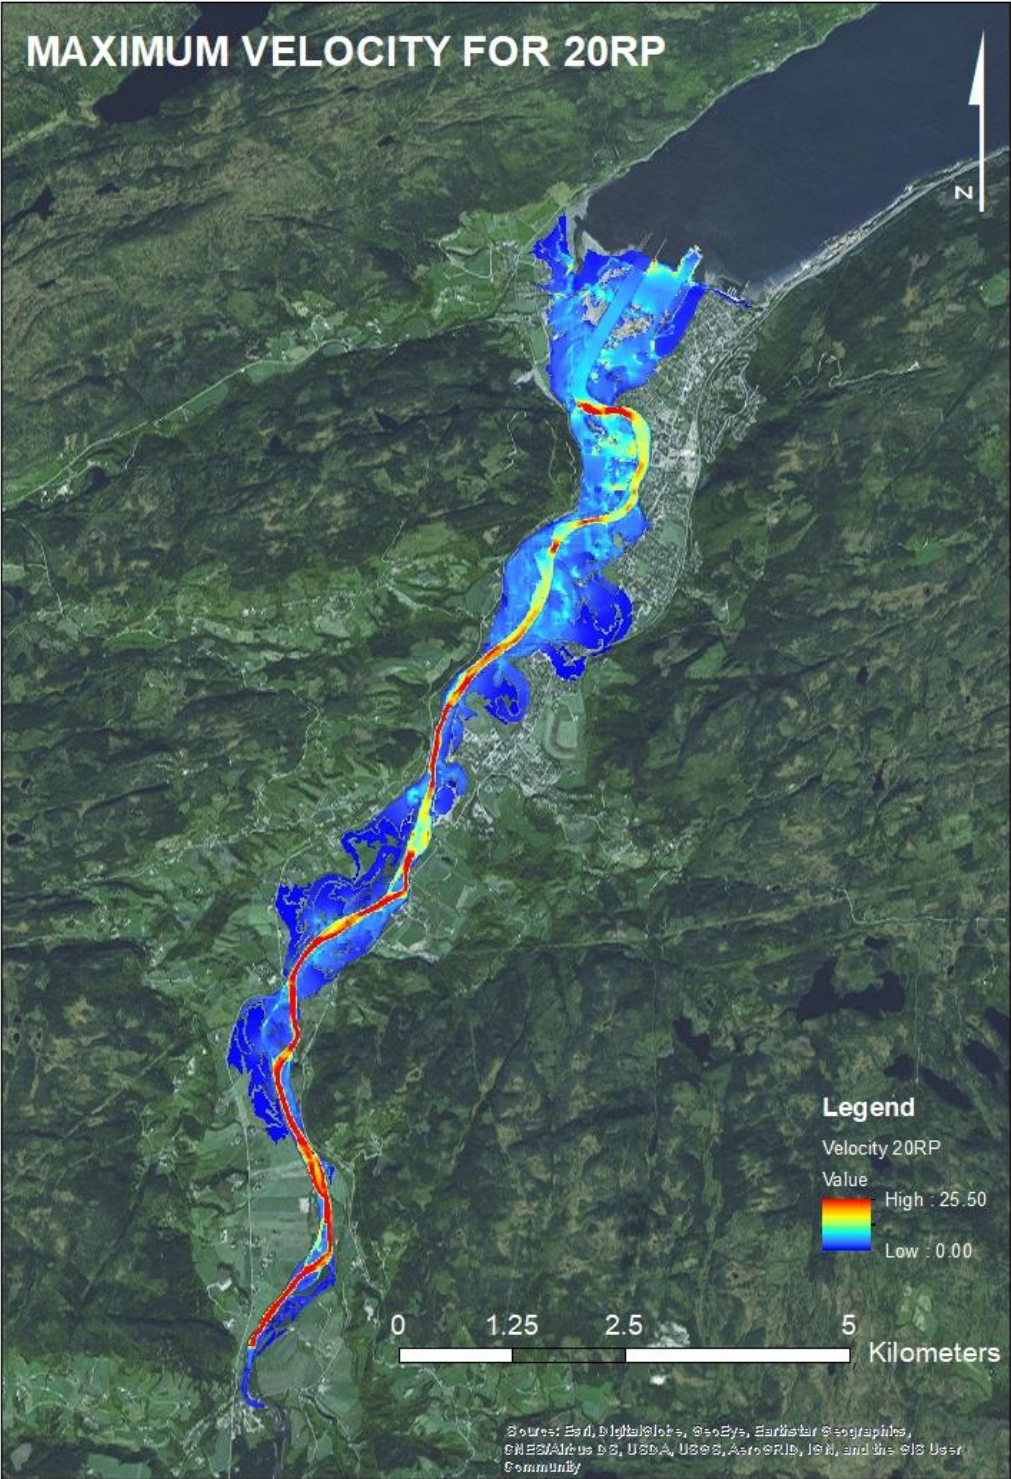 MAXIMUM VELOCITY FOR 20RP
N
Legend
Velocity 20RP
Value
High : 25.50
Low : 0.00
0 1.25 2.5 5
Kilometers
Source: Esri, DigitalGlobe, GeoEye, Earthstar Geographics,
CNES/Airbus DS, USDA, USGS, AeroGRID, IGN, and the GIS User
Community